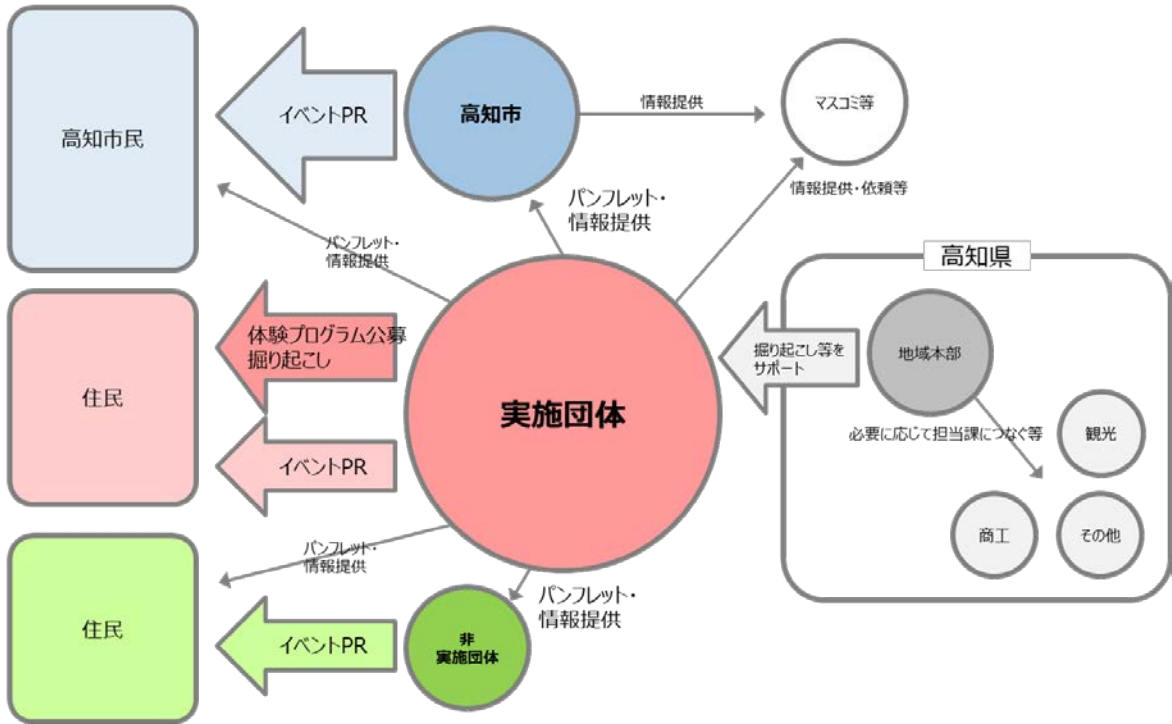 高知市民
イベントPR
高知市
情報提供
マスコミ等
情報提供・依頼等
パンフレット・
情報提供
パンフレット・
情報提供
高知県
住民
体験プログラム公募
掘り起こし
イベントPR
実施団体
掘り起こし等を
サポート
地域本部
必要に応じて担当課につなぐ等
観光
商工
その他
住民
パンフレット・
情報提供
イベントPR
非
実施団体
パンフレット・
情報提供